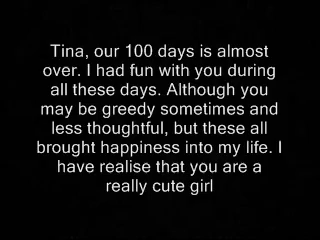 Tina, our 100 days is almost
over. I had fun with you during
all these days. Although you
may be greedy sometimes and
less thoughtful, but these all
brought happiness into my life. I
have realise that you are a
really cute girl